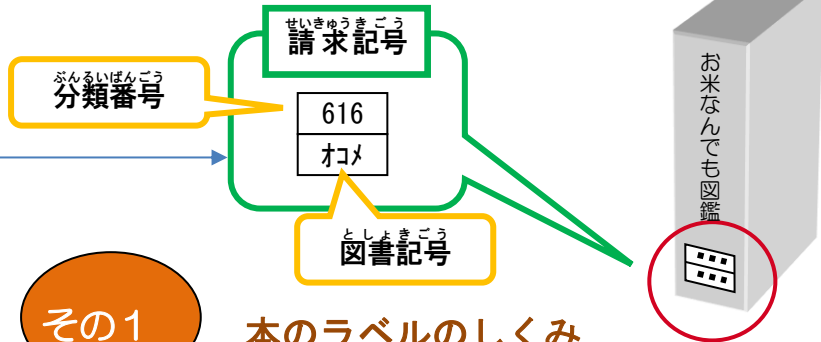 せいきゅうきごう
請求記号
ぶんるいばんごう
分類番号
616
オコメ
としょきごう
図書記号
お米なんでも図鑑
その1
本のラベルのしくみ